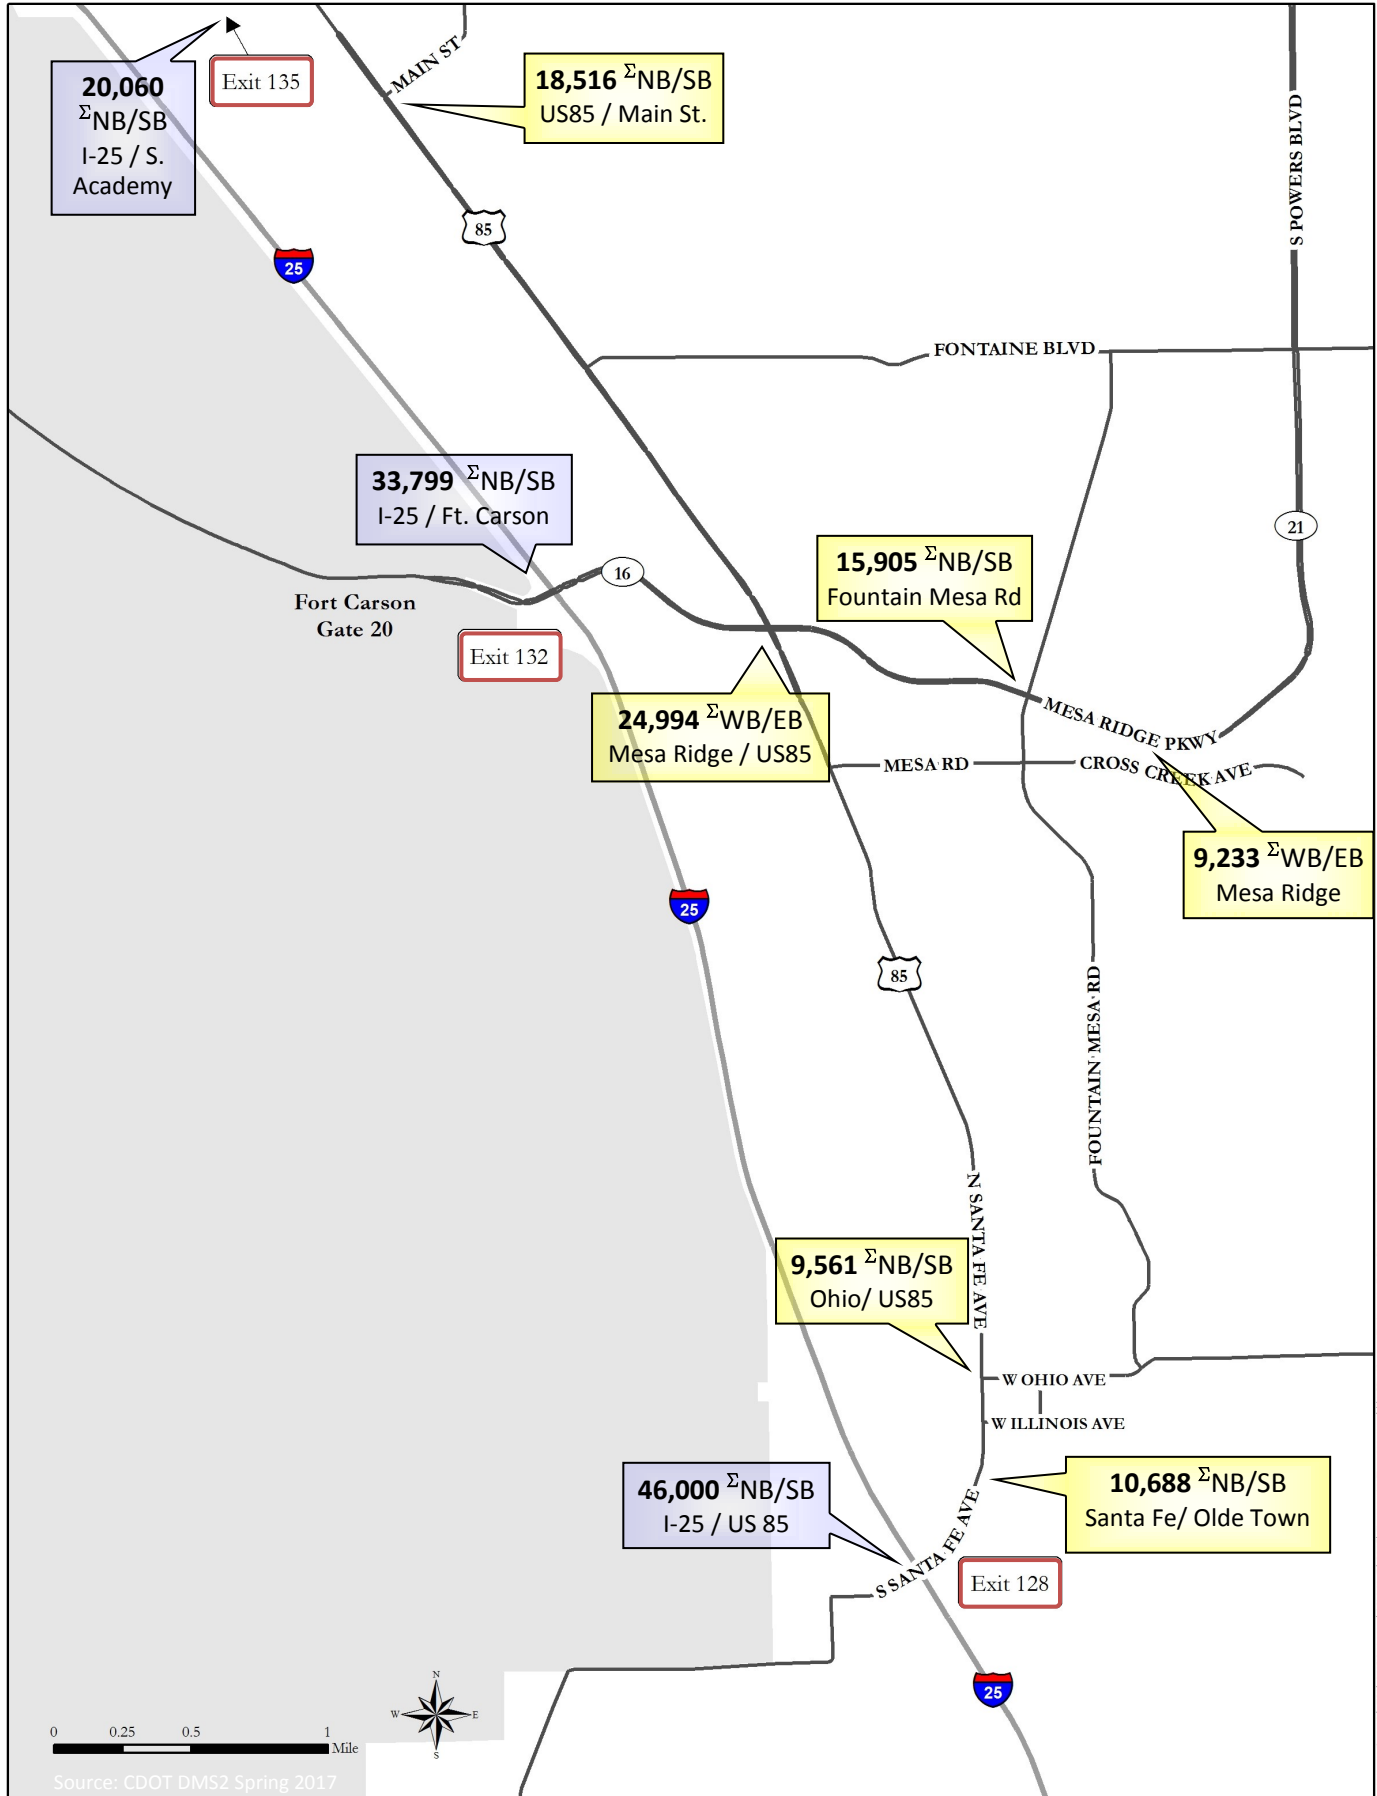 MAIN ST
20,060
ΣNB/SB
I-25 / S.
Academy
Exit 135
18,516 ΣNB/SB
US85 / Main St.
S POWERS BLVD
85
25
FONTAINE BLVD
33,799 ΣNB/SB
I-25 / Ft. Carson
21
16
15,905 ΣNB/SB
Fountain Mesa Rd
Fort Carson
Gate 20
Exit 132
24,994 ΣWB/EB
Mesa Ridge / US85
MESA RIDGE PKWY
MESA RD
CROSS CREEK AVE
9,233 ΣWB/EB
Mesa Ridge
25
85
FOUNTAIN MESA RD
N SANTA FE AVE
9,561 ΣNB/SB
Ohio/ US85
W OHIO AVE
W ILLINOIS AVE
46,000 ΣNB/SB
I-25 / US 85
10,688 ΣNB/SB
Santa Fe/ Olde Town
S SANTA FE AVE
Exit 128
25
N
W E
S
0 0.25 0.5 1
Mile
Source: CDOT DMS2 Spring 2017